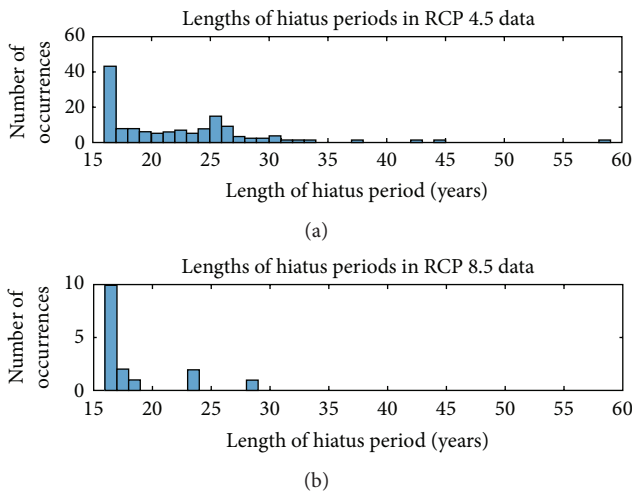 Lengths of hiatus periods in RCP 4.5 data
Number of
occurrences
60
40
20
0
15 20 25 30 35 40 45 50 55 60
Length of hiatus period (years)
(a)
Lengths of hiatus periods in RCP 8.5 data
Number of
occurrences
10
5
0
15 20 25 30 35 40 45 50 55 60
Length of hiatus period (years)
(b)